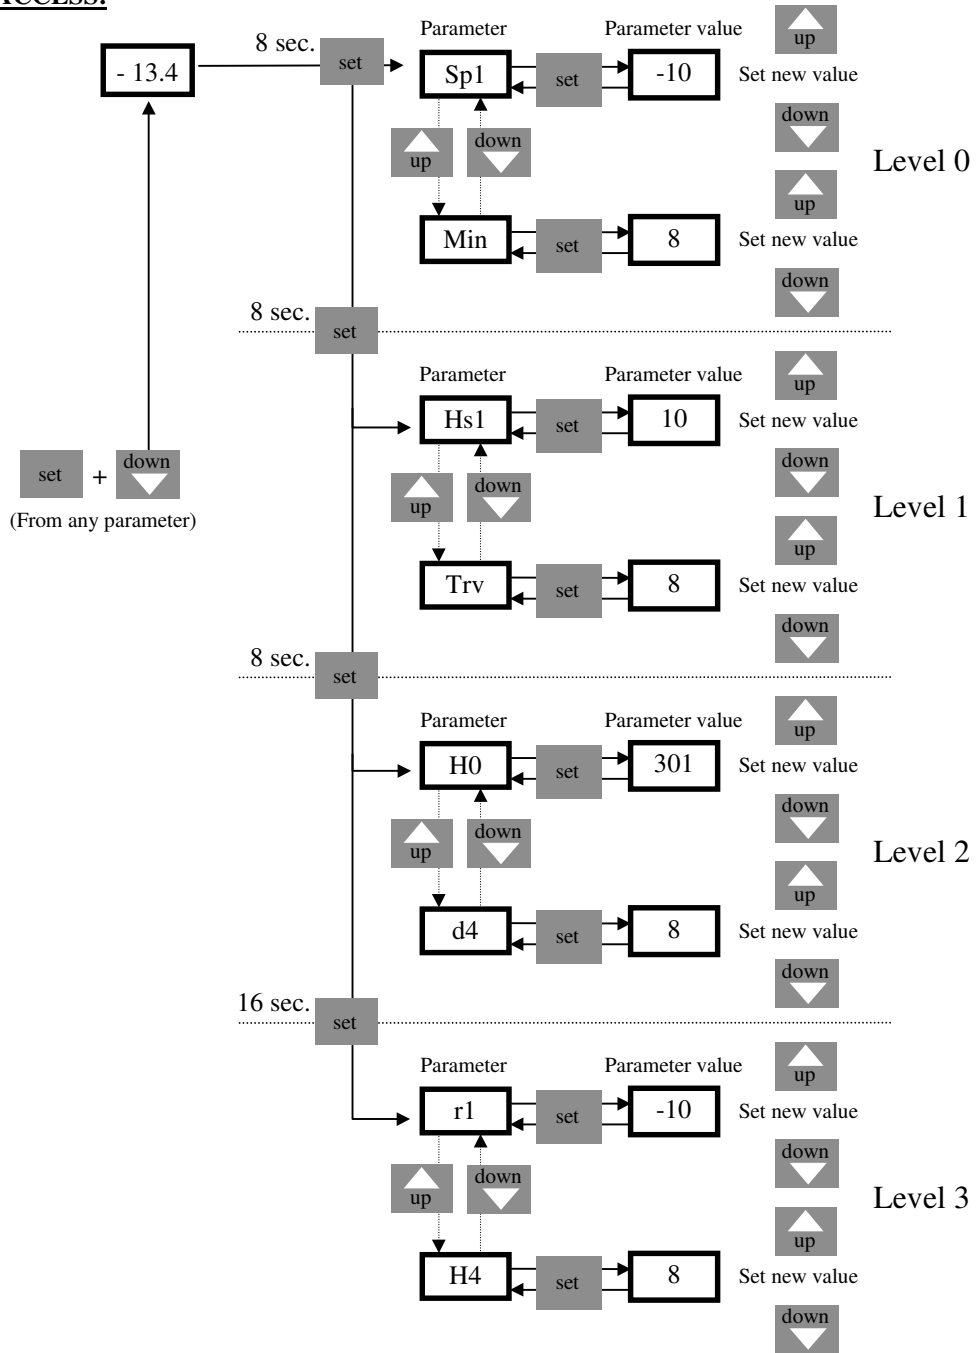 ACCESS:
Parameter Parameter value up
8 sec. set
- 13.4 Sp1 set -10 Set new value
up down down
Level 0
up
Min set 8 Set new value
down
8 sec. set
Parameter Parameter value up
Hs1 set 10 Set new value
set + down up down down
(From any parameter) Level 1
up
Trv set 8 Set new value
down
8 sec. set
Parameter Parameter value up
H0 set 301 Set new value
up down down
Level 2
up
d4 set 8 Set new value
down
16 sec. set
Parameter Parameter value up
r1 set -10 Set new value
up down down
Level 3
up
H4 set 8 Set new value
down